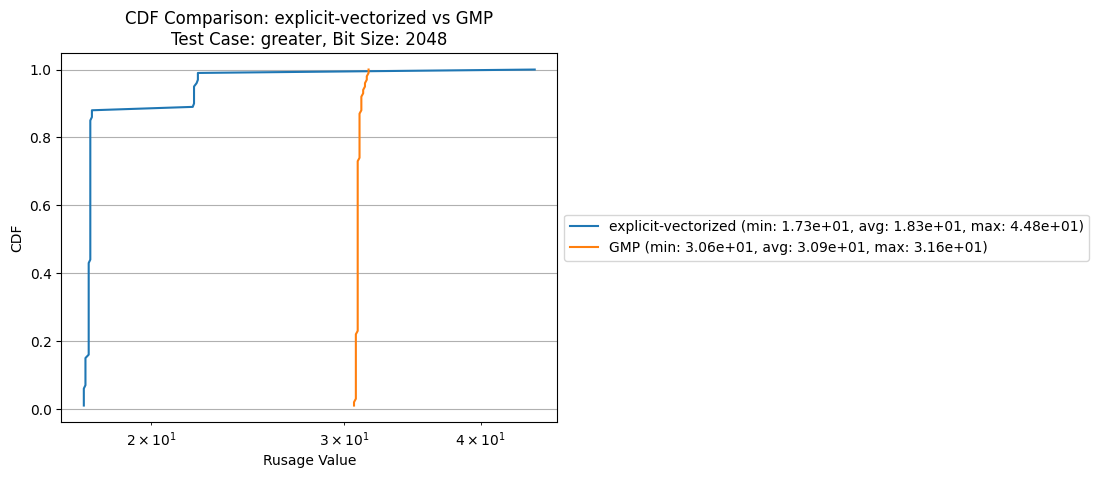 CDF Comparison: explicit-vectorized vs GMP
Test Case: greater, Bit Size: 2048
CDF
1.0
0.8
0.6
0.4
0.2
0.0
2 × 10¹
3 × 10¹
4 × 10¹
Rusage Value
explicit-vectorized (min: 1.73e+01, avg: 1.83e+01, max: 4.48e+01)
GMP (min: 3.06e+01, avg: 3.09e+01, max: 3.16e+01)